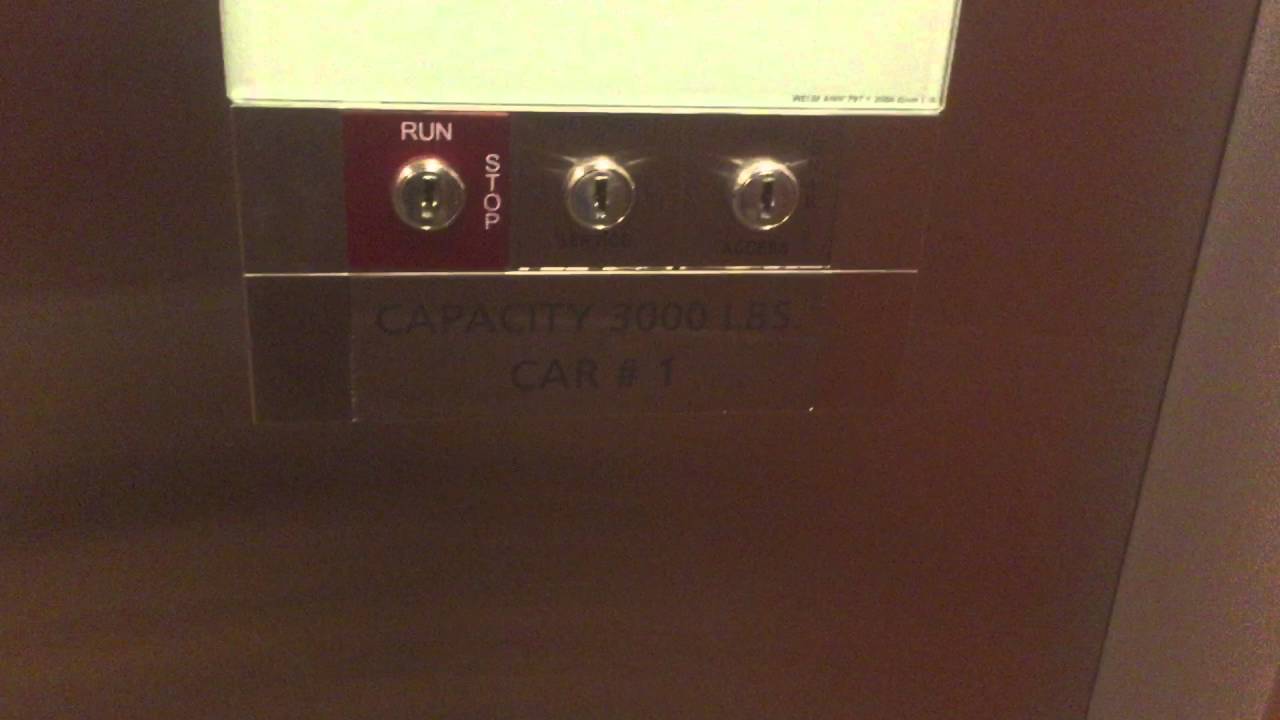 RUN
STOP
SERVICE
ACCESS
CAPACITY 3000 LBS.
CAR # 1